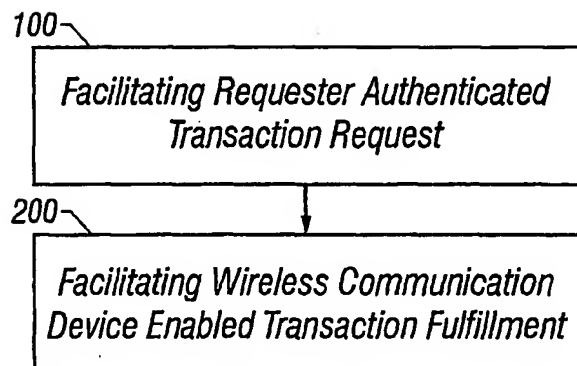 100
Facilitating Requester Authenticated
Transaction Request
200
Facilitating Wireless Communication
Device Enabled Transaction Fulfillment